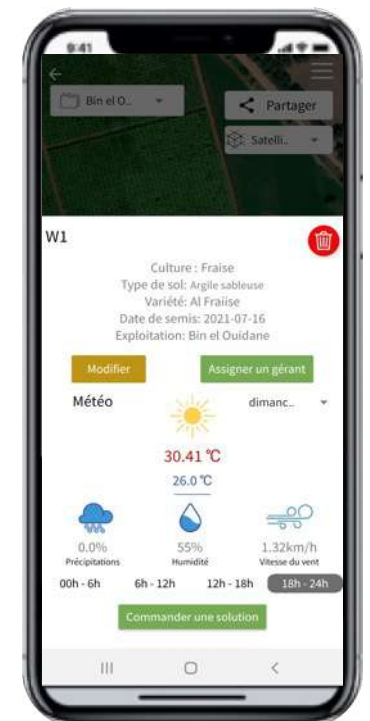 9:41
Bin el O..
Partager
Satelli..
W1
Culture : Fraise
Type de sol: Argile sableuse
Variété: Al Fraiise
Date de semis: 2021-07-16
Exploitation: Bin el Ouidane
Modifier Assigner un gérant
Météo dimanc..
30.41 °C
26.0 °C
0.0% 55% 1.32km/h
Précipitations Humidité Vitesse du vent
00h - 6h 6h - 12h 12h - 18h 18h - 24h
Commander une solution